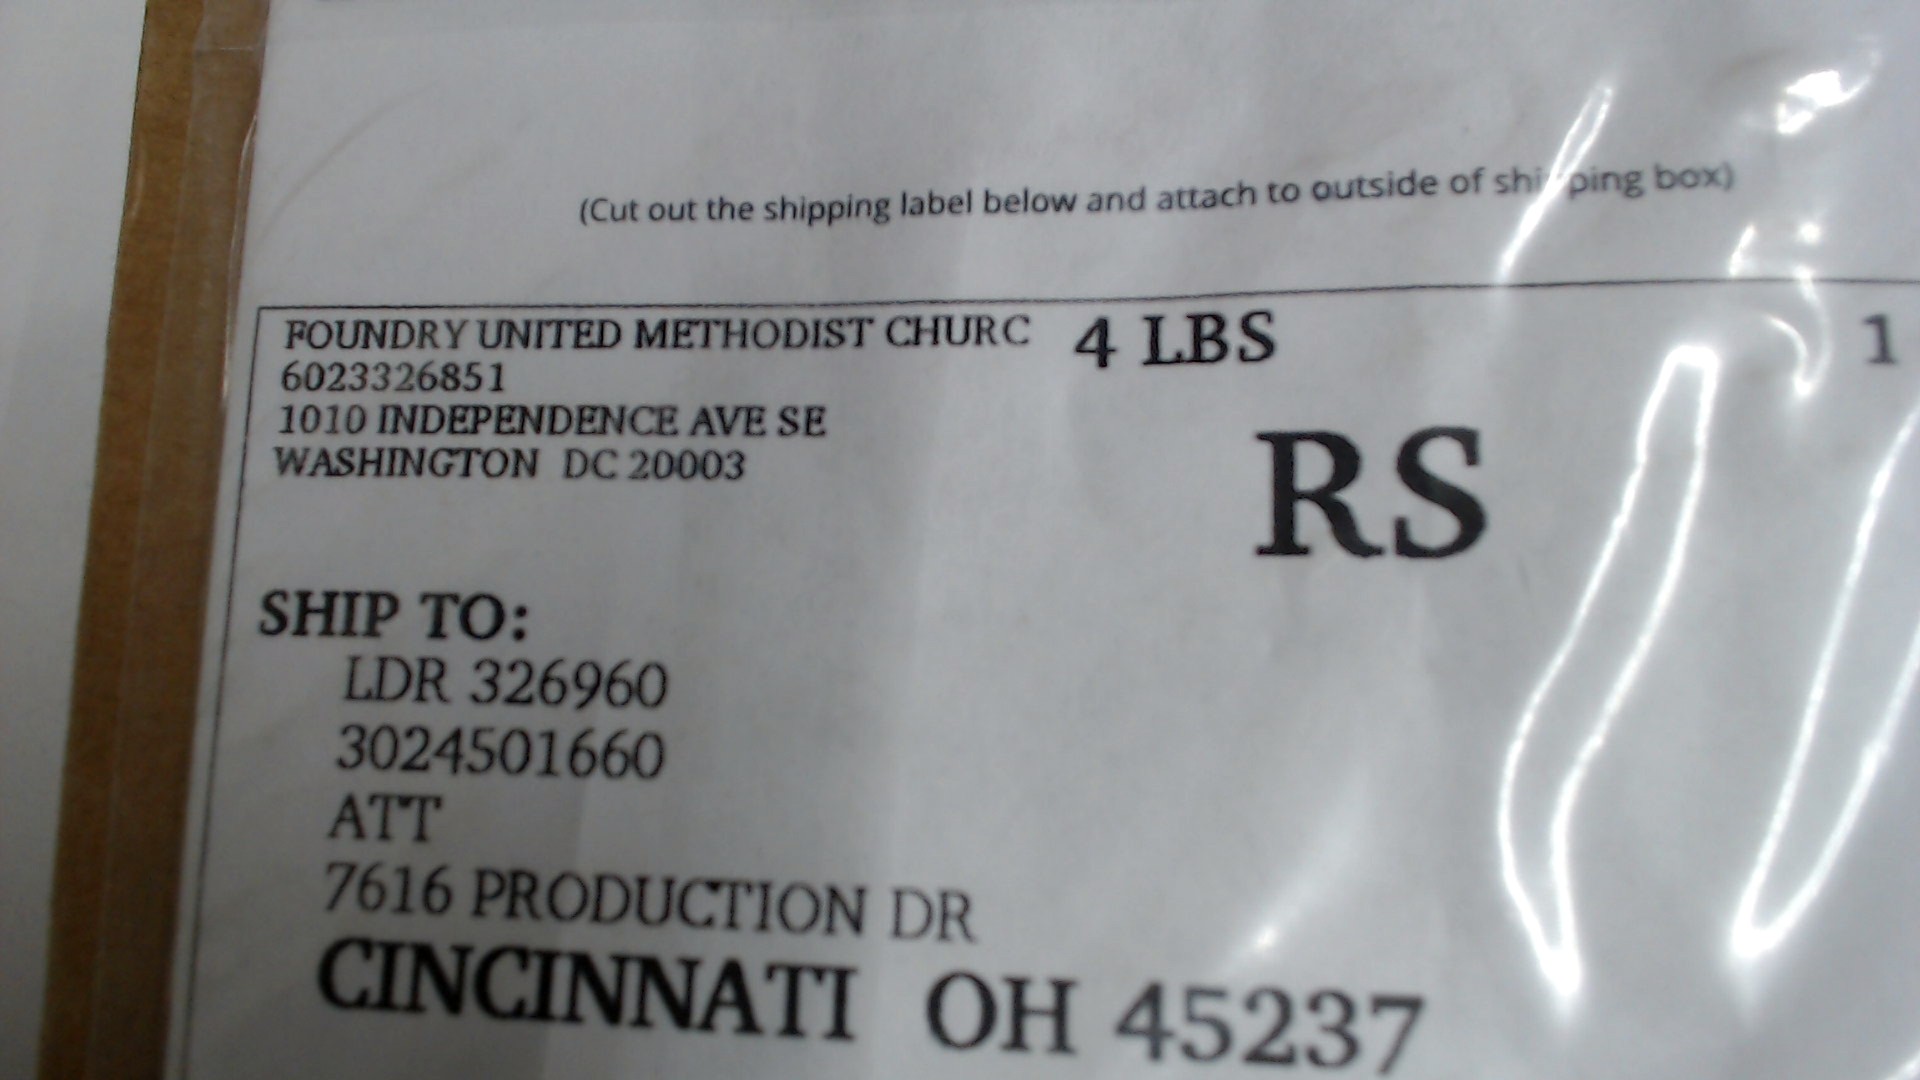 (Cut out the shipping label below and attach to outside of shipping box)
FOUNDRY UNITED METHODIST CHURC 4 LBS 1
6023326851
1010 INDEPENDENCE AVE SE
WASHINGTON DC 20003
RS
SHIP TO:
LDR 326960
3024501660
ATT
7616 PRODUCTION DR
CINCINNATI OH 45237